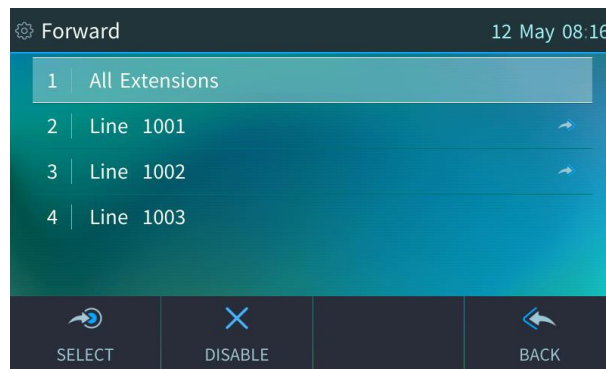 Forward 12 May 08:16
1 All Extensions
2 Line 1001
3 Line 1002
4 Line 1003
SELECT DISABLE BACK